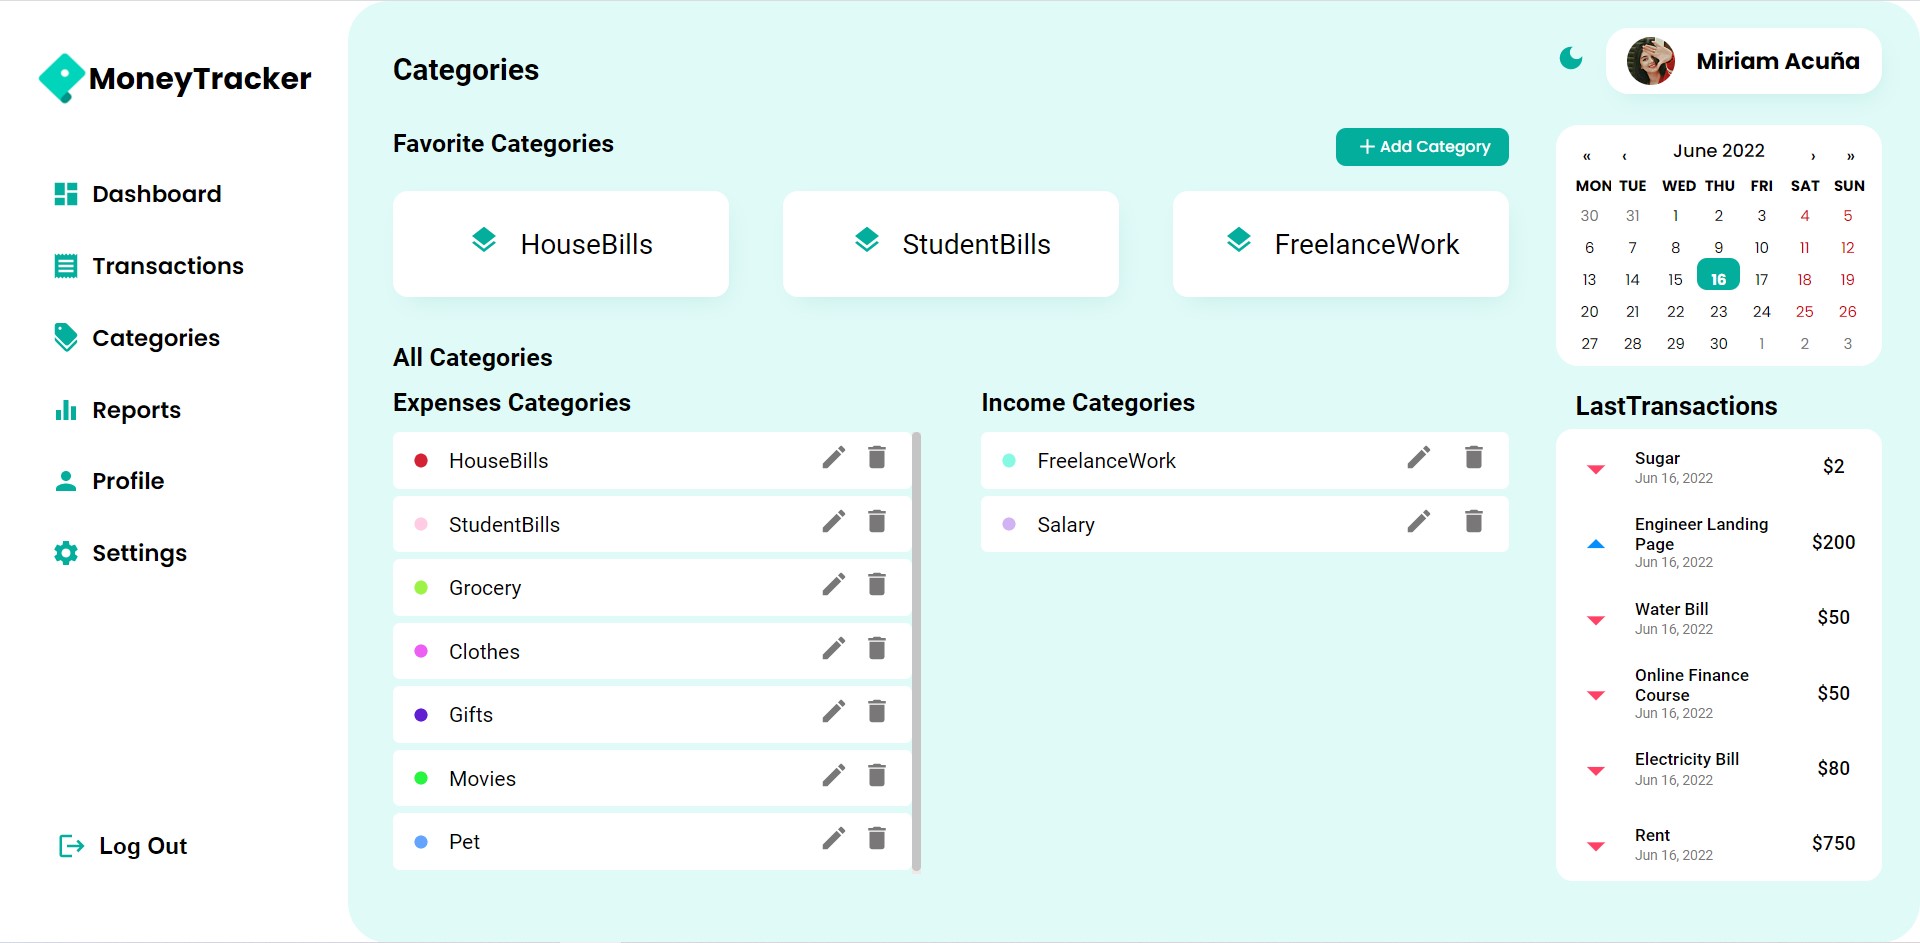 MoneyTracker
Dashboard
Transactions
Categories
Reports
Profile
Settings
Log Out
Categories
Favorite Categories
+ Add Category
HouseBills
StudentBills
FreelanceWork
All Categories
Expenses Categories
HouseBills
StudentBills
Grocery
Clothes
Gifts
Movies
Pet
Income Categories
FreelanceWork
Salary
Miriam Acuña
« ‹ June 2022 › »
MON TUE WED THU FRI SAT SUN
30 31 1 2 3 4 5
6 7 8 9 10 11 12
13 14 15 16 17 18 19
20 21 22 23 24 25 26
27 28 29 30 1 2 3
LastTransactions
Sugar
Jun 16, 2022
$2
Engineer Landing
Page
Jun 16, 2022
$200
Water Bill
Jun 16, 2022
$50
Online Finance
Course
Jun 16, 2022
$50
Electricity Bill
Jun 16, 2022
$80
Rent
Jun 16, 2022
$750